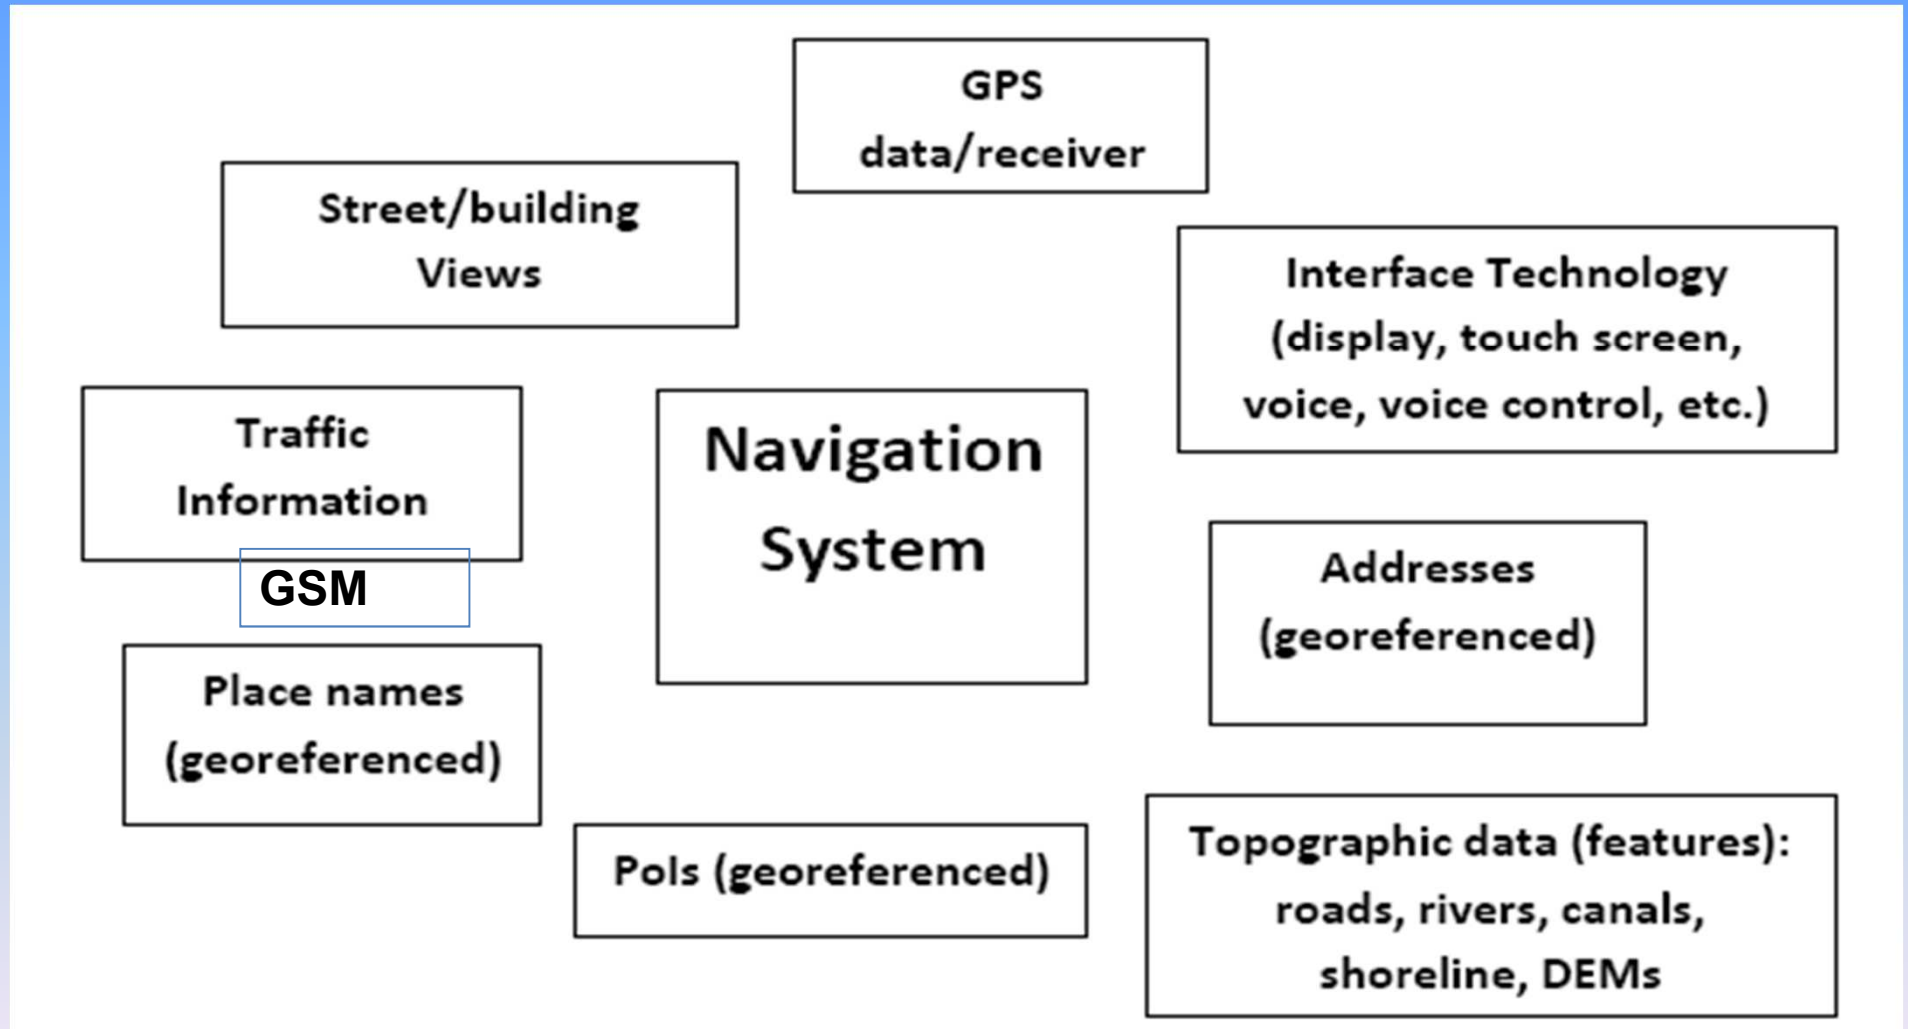 GPS
data/receiver
Street/building
Views
Interface Technology
(display, touch screen,
voice, voice control, etc.)
Traffic
Information
GSM
Navigation
System
Addresses
(georeferenced)
Place names
(georeferenced)
PoIs (georeferenced)
Topographic data (features):
roads, rivers, canals,
shoreline, DEMs